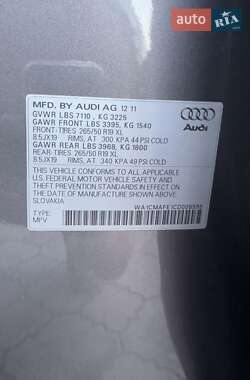 MFD. BY AUDI AG 12 11
GVWR LBS 7110 , KG 3225
GAWR FRONT LBS 3395, KG 1540
FRONT-TIRES 265/50 R19 XL
8.5JX19 RIMS, AT 300 KPA 44 PSI COLD
GAWR REAR LBS 3968, KG 1800
REAR-TIRES 265/50 R19 XL
8.5JX19 RIMS, AT 340 KPA 49 PSI COLD
THIS VEHICLE CONFORMS TO ALL APPLICABLE
U.S. FEDERAL MOTOR VEHICLE SAFETY AND
THEFT PREVENTION STANDARDS IN EFFECT ON
THE DATE OF MANUFACTURE SHOWN ABOVE
SLOVAKIA
TYPE:
MPV
Audi